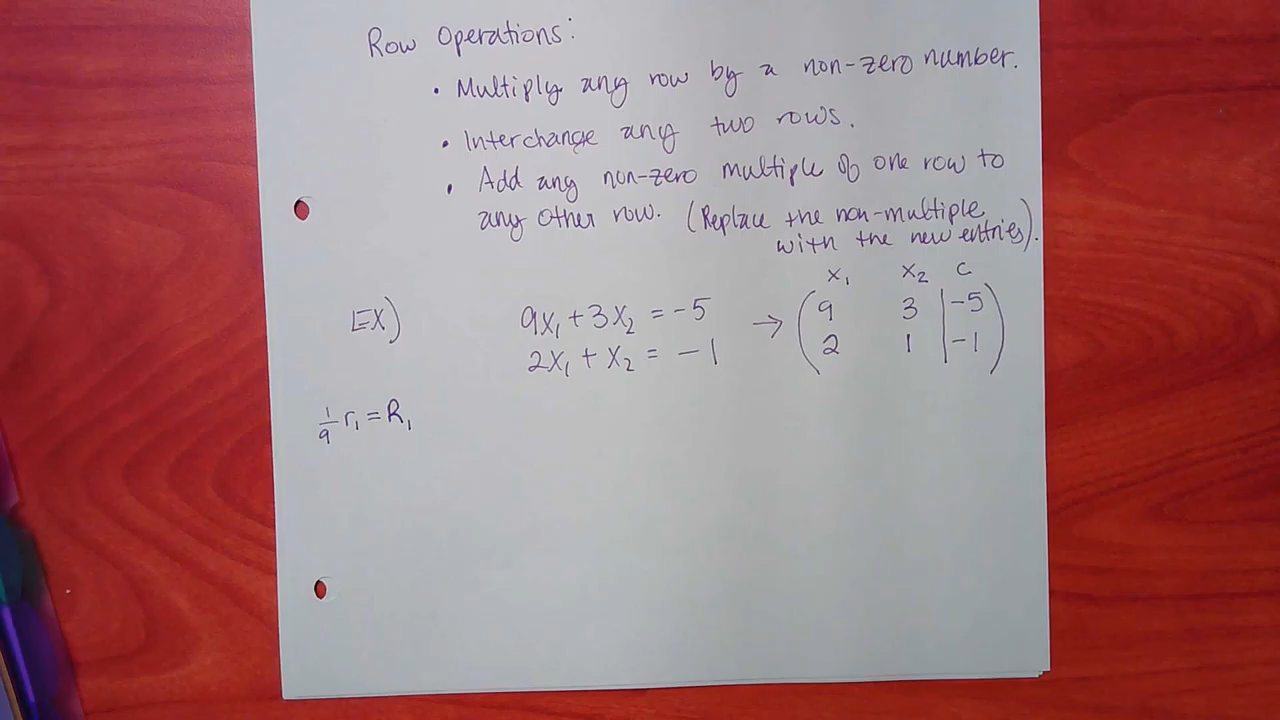 Row Operations:
• Multiply any row by a non-zero number.
• Interchange any two rows.
• Add any non-zero multiple of one row to
any other row. (Replace the non-multiple
with the new entries).
x₁ x₂ c
EX) 9x₁ + 3x₂ = -5 → ( 9 3 | -5 )
2x₁ + x₂ = -1 ( 2 1 | -1 )
1/9 r₁ = R₁